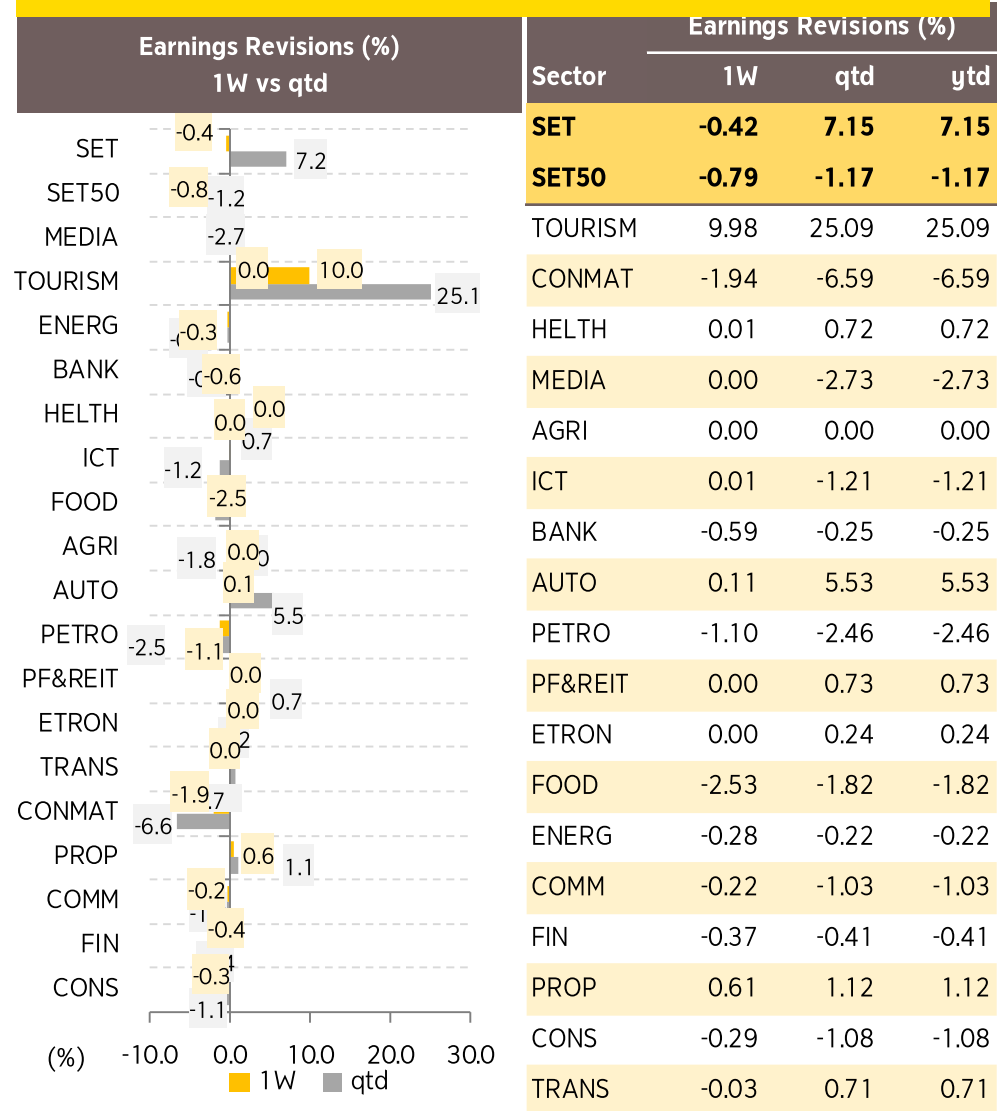 Earnings Revisions (%)
1W vs qtd
SET -0.4 7.2
SET50 -0.8 -1.2
MEDIA -2.7
TOURISM 0.0 10.0 25.1
ENERG -0.3
BANK -0.6
HELTH 0.0 0.0 0.7
ICT -1.2
FOOD -2.5
AGRI -1.8 0.0
AUTO 0.1 5.5
PETRO -2.5 -1.1
PF&REIT 0.0 0.7
ETRON 0.0
TRANS 0.0
CONMAT -1.9 -6.6
PROP 0.6 1.1
COMM -0.2
FIN -0.4
CONS -0.3 -1.1
(%) -10.0 0.0 10.0 20.0 30.0
1W qtd
Earnings Revisions (%)
Sector 1W qtd ytd
SET -0.42 7.15 7.15
SET50 -0.79 -1.17 -1.17
TOURISM 9.98 25.09 25.09
CONMAT -1.94 -6.59 -6.59
HELTH 0.01 0.72 0.72
MEDIA 0.00 -2.73 -2.73
AGRI 0.00 0.00 0.00
ICT 0.01 -1.21 -1.21
BANK -0.59 -0.25 -0.25
AUTO 0.11 5.53 5.53
PETRO -1.10 -2.46 -2.46
PF&REIT 0.00 0.73 0.73
ETRON 0.00 0.24 0.24
FOOD -2.53 -1.82 -1.82
ENERG -0.28 -0.22 -0.22
COMM -0.22 -1.03 -1.03
FIN -0.37 -0.41 -0.41
PROP 0.61 1.12 1.12
CONS -0.29 -1.08 -1.08
TRANS -0.03 0.71 0.71